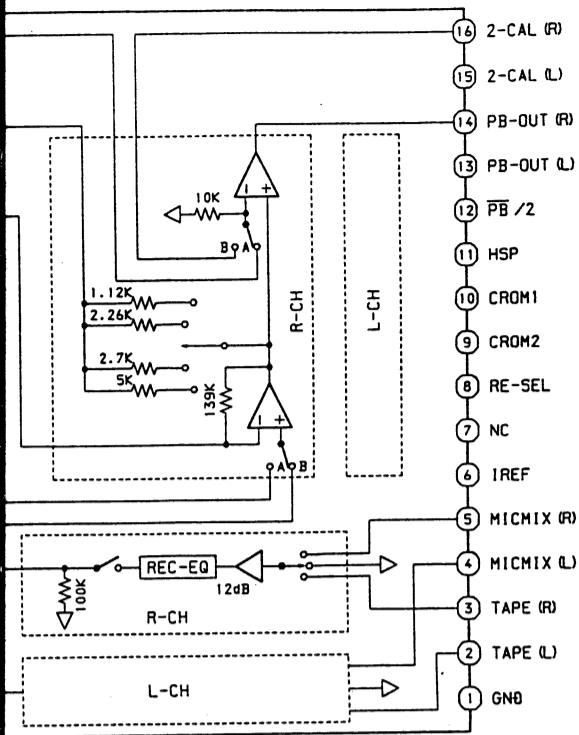 16 2-CAL (R)
15 2-CAL (L)
14 PB-OUT (R)
13 PB-OUT (L)
12 PB /2
11 HSP
10 CROM1
9 CROM2
8 RE-SEL
7 NC
6 IREF
5 MICMIX (R)
4 MICMIX (L)
3 TAPE (R)
2 TAPE (L)
1 GND
- +
10K
B A
1.12K
2.26K
2.7K
5K
139K
R-CH
L-CH
- +
A B
REC-EQ
12dB
100K
R-CH
L-CH